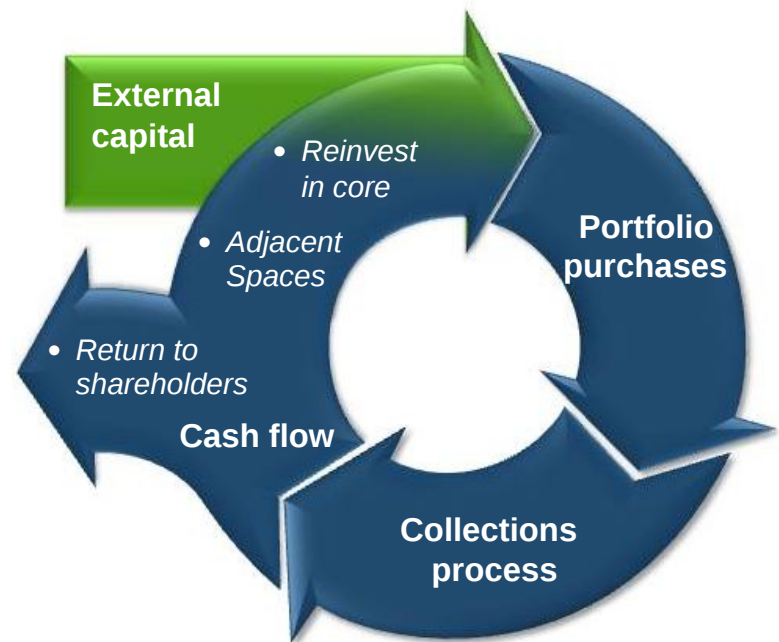 External
capital
• Reinvest
in core
• Adjacent
Spaces
• Return to
shareholders
Cash flow
Portfolio
purchases
Collections
process